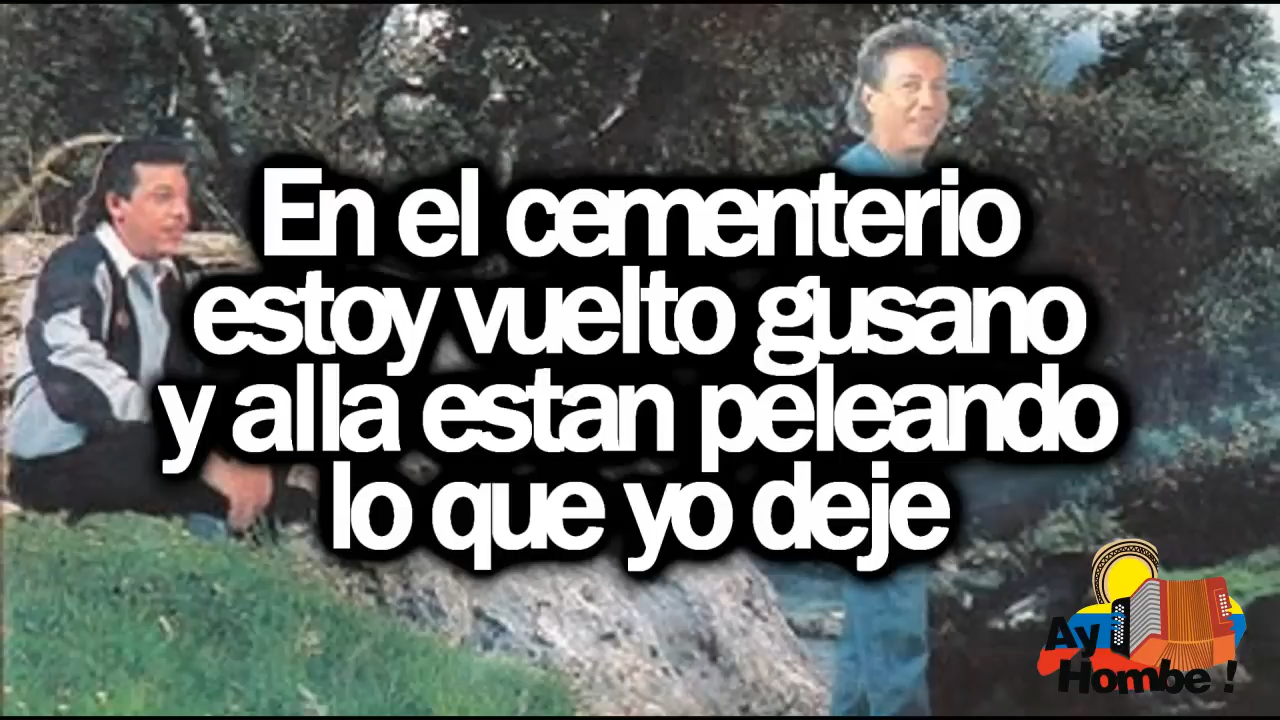 En el cementerio
estoy vuelto gusano
y alla estan peleando
lo que yo deje
Ay
Hombe !